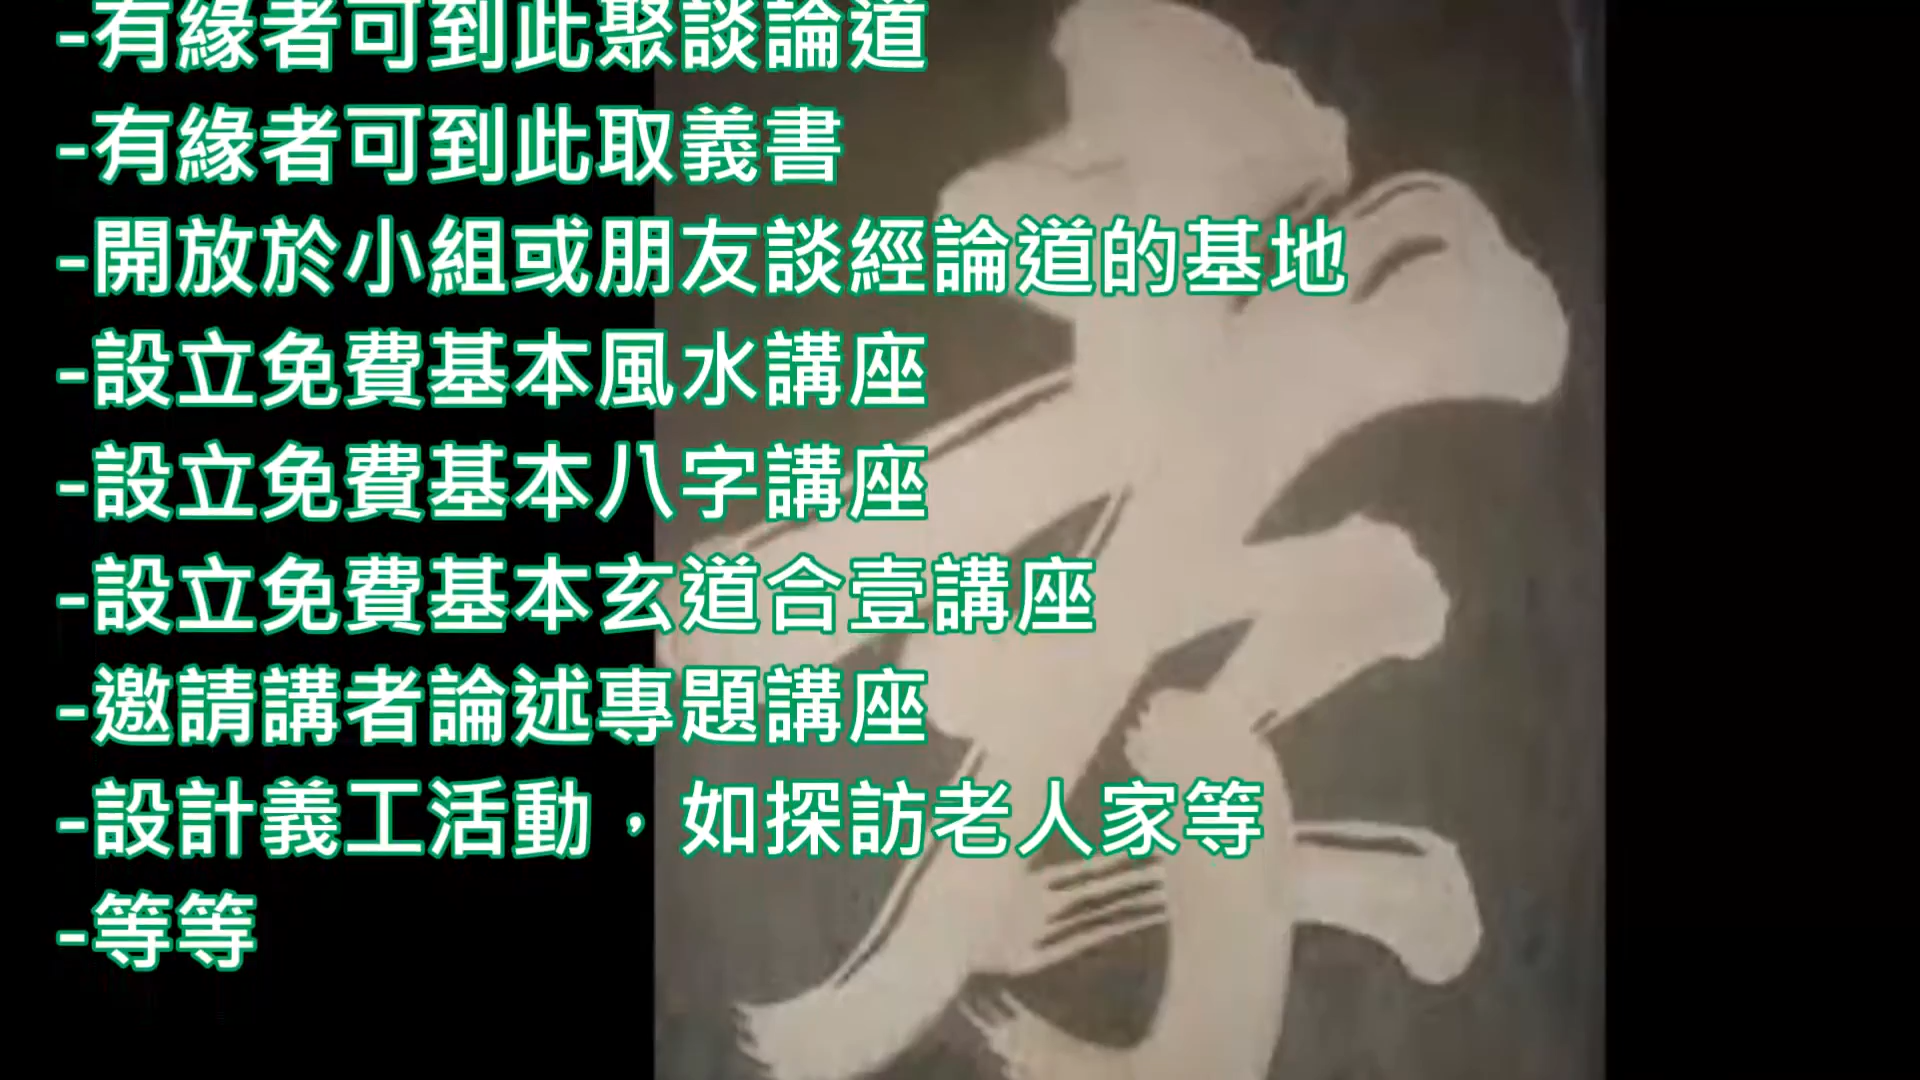 -有緣者可到此聚談論道
-有緣者可到此取義書
-開放於小組或朋友談經論道的基地
-設立免費基本風水講座
-設立免費基本八字講座
-設立免費基本玄道合壹講座
-邀請講者論述專題講座
-設計義工活動，如探訪老人家等
-等等